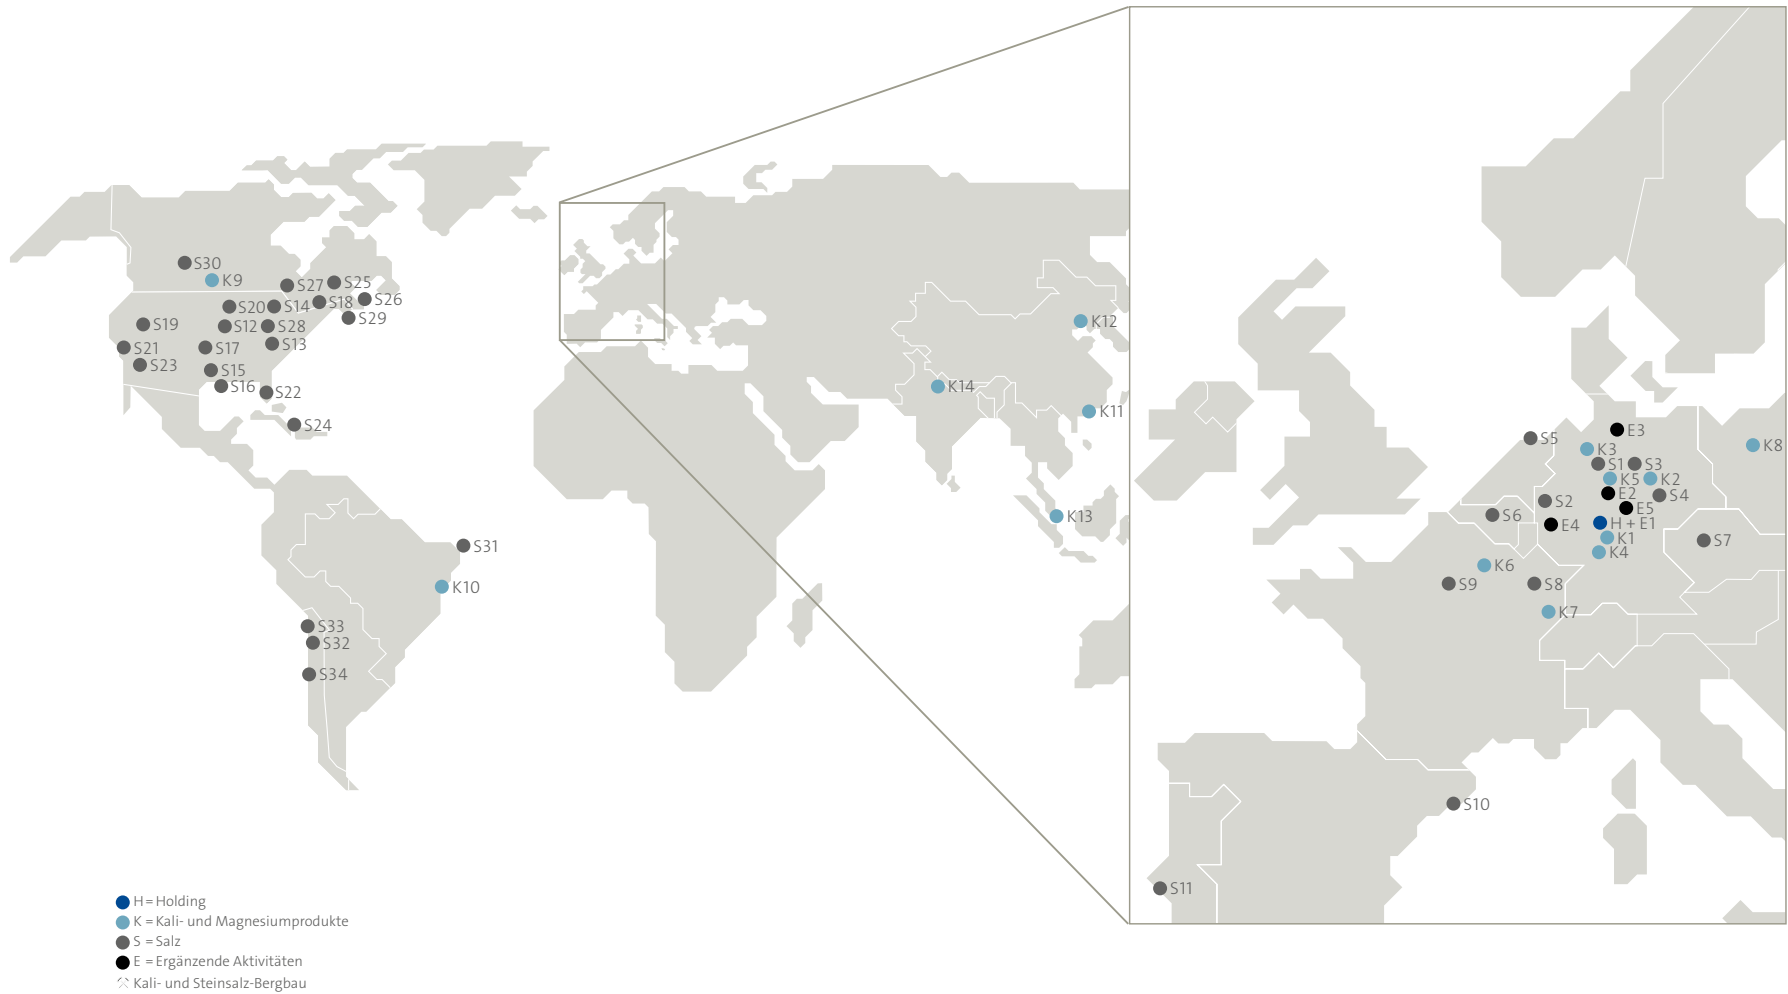 S30
K9
S27
S25
S20
S14
S18
S26
S19
S12
S28
S29
S21
S17
S13
S23
S15
S16
S22
S24
S31
K10
S33
S32
S34
K12
K14
K11
K13
E3
S5
K3
K8
S1
S3
K5
K2
E2
S4
S2
E5
S6
E4
H + E1
K1
S7
K4
K6
S9
S8
K7
S10
S11
H = Holding
K = Kali- und Magnesiumprodukte
S = Salz
E = Ergänzende Aktivitäten
Kali- und Steinsalz-Bergbau